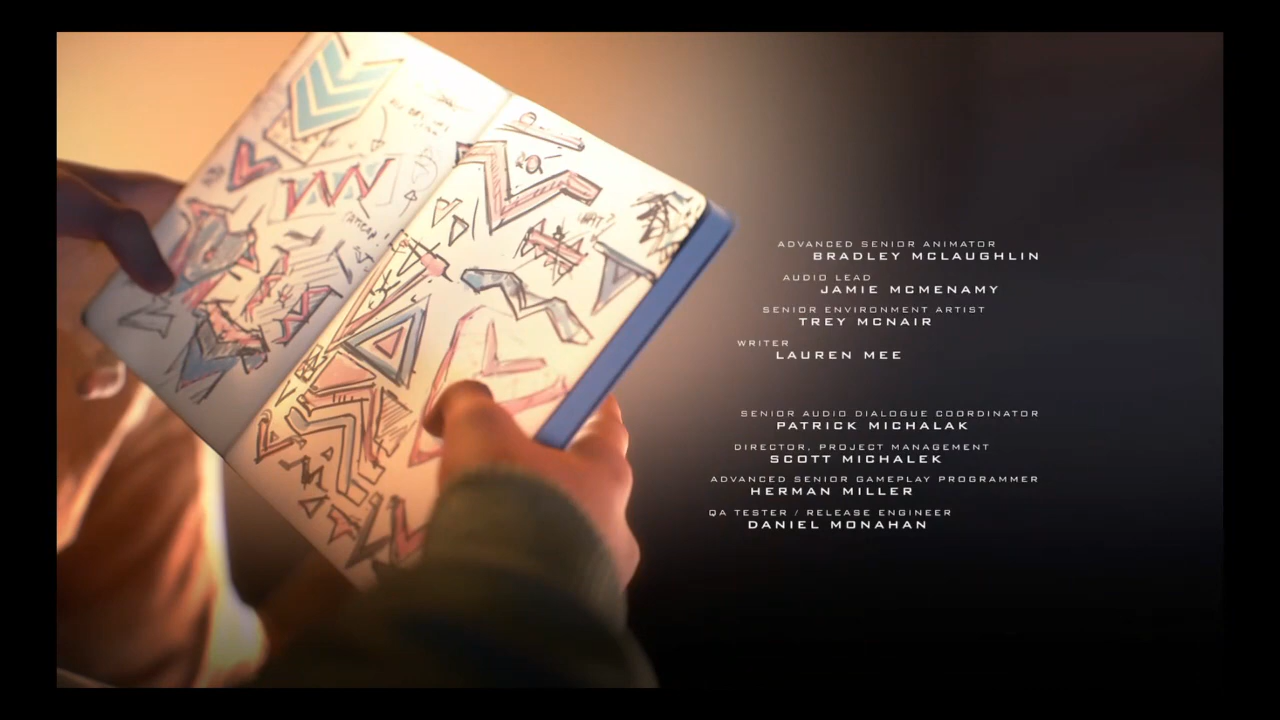 ADVANCED SENIOR ANIMATOR
BRADLEY MCLAUGHLIN
AUDIO LEAD
JAMIE MCMENAMY
SENIOR ENVIRONMENT ARTIST
TREY MCNAIR
WRITER
LAUREN MEE
SENIOR AUDIO DIALOGUE COORDINATOR
PATRICK MICHALAK
DIRECTOR, PROJECT MANAGEMENT
SCOTT MICHALEK
ADVANCED SENIOR GAMEPLAY PROGRAMMER
HERMAN MILLER
QA TESTER / RELEASE ENGINEER
DANIEL MONAHAN